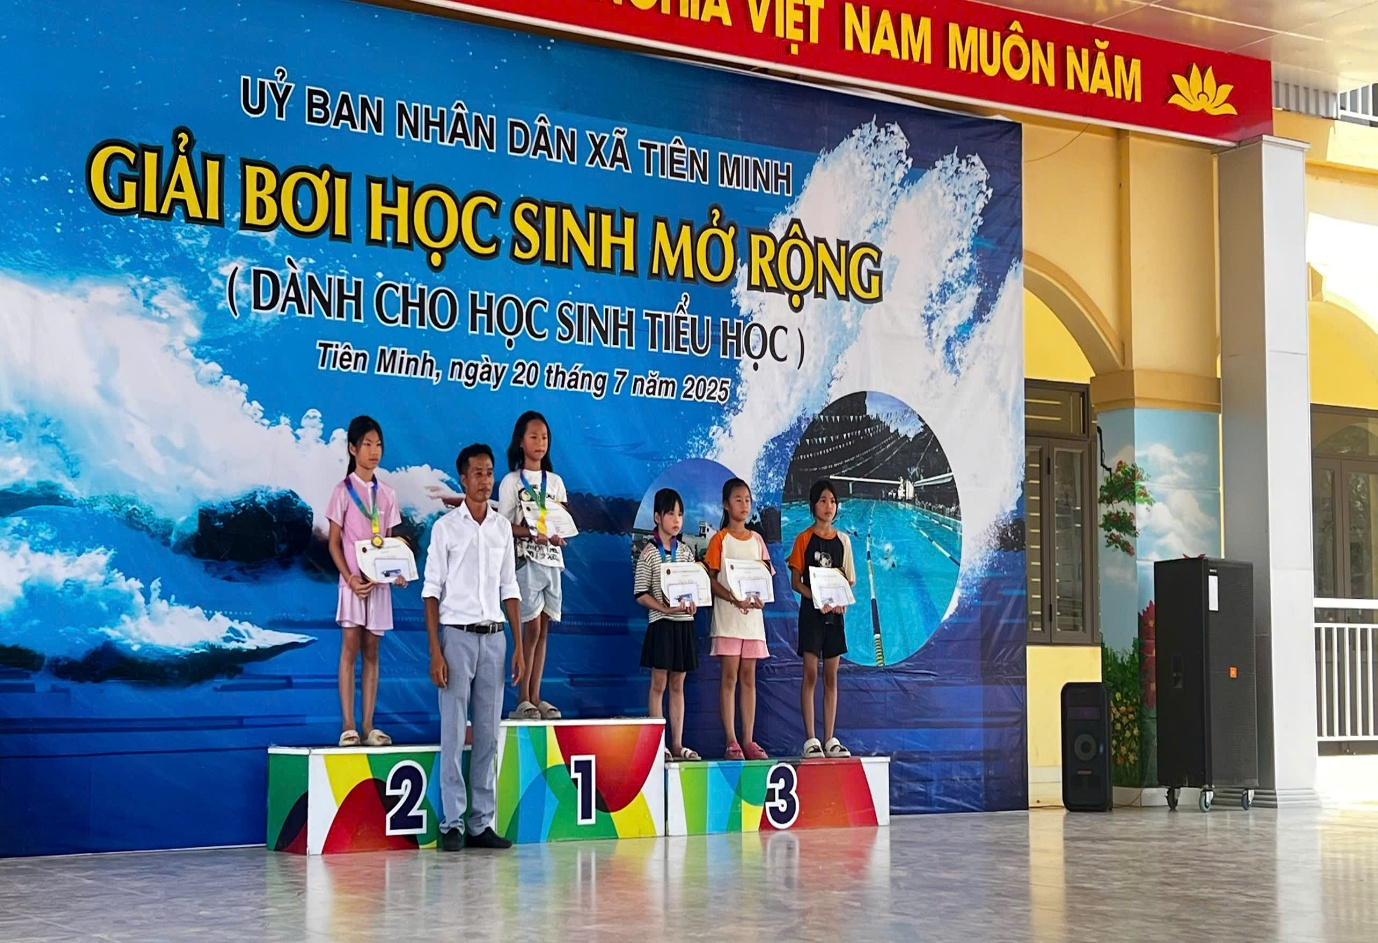 NGHĨA VIỆT NAM MUÔN NĂM
UỶ BAN NHÂN DÂN XÃ TIÊN MINH
GIẢI BƠI HỌC SINH MỞ RỘNG
( DÀNH CHO HỌC SINH TIỂU HỌC )
Tiên Minh, ngày 20 tháng 7 năm 2025
2
1
3